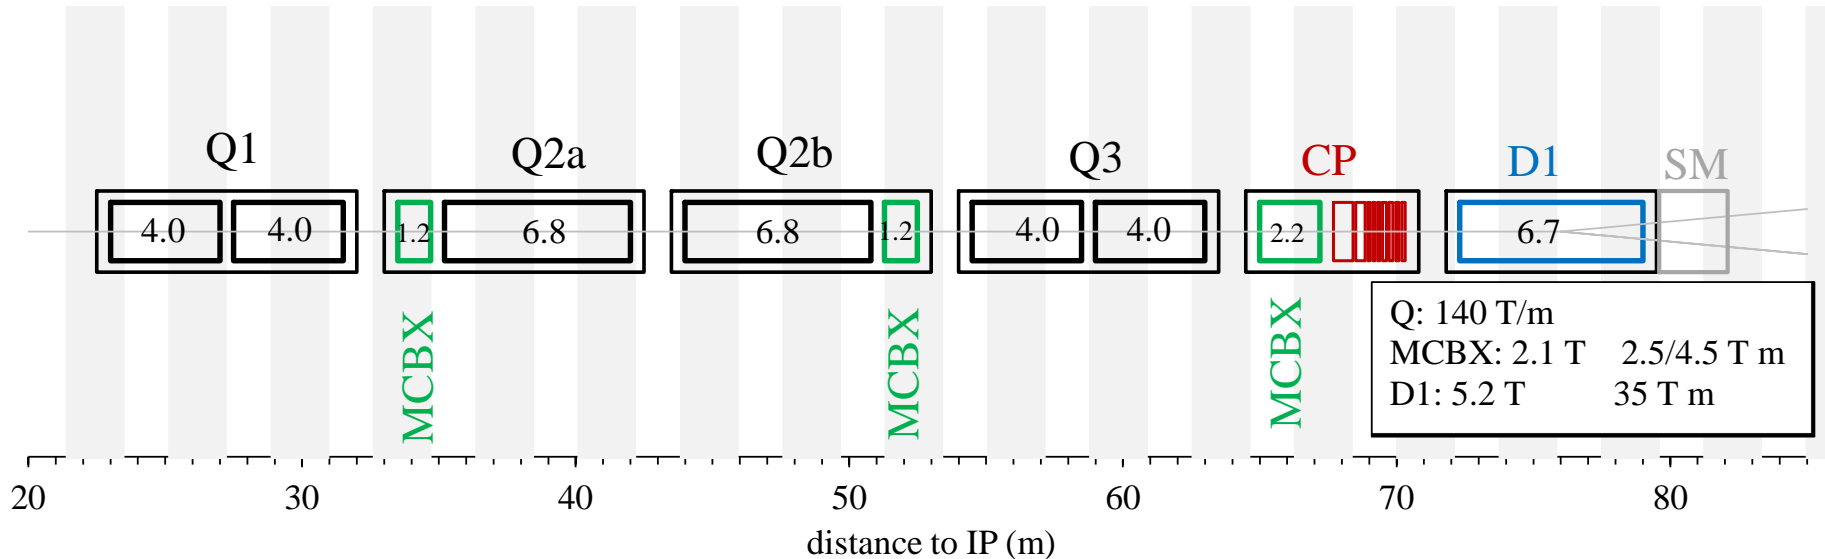 Q1
Q2a
Q2b
Q3
CP
D1
SM
4.0
4.0
1.2
6.8
6.8
1.2
4.0
4.0
2.2
6.7
MCBX
MCBX
MCBX
Q: 140 T/m
MCBX: 2.1 T 2.5/4.5 T m
D1: 5.2 T 35 T m
20 30 40 50 60 70 80
distance to IP (m)